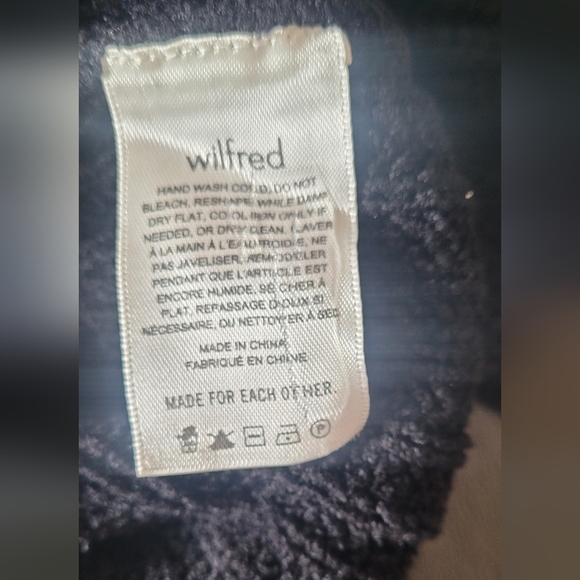 wilfred
HAND WASH COLD, DO NOT
BLEACH, RESHAPE WHILE DAMP
DRY FLAT, COOL IRON ONLY IF
NEEDED, OR DRY CLEAN. LAVER
À LA MAIN À L'EAU FROIDE, NE
PAS JAVELISER, REMODELER
PENDANT QUE L'ARTICLE EST
ENCORE HUMIDE. SÉCHER À
PLAT, REPASSAGE DOUX SI
NÉCESSAIRE, OU NETTOYER À SEC
MADE IN CHINA
FABRIQUÉ EN CHINE
MADE FOR EACH OTHER.
P